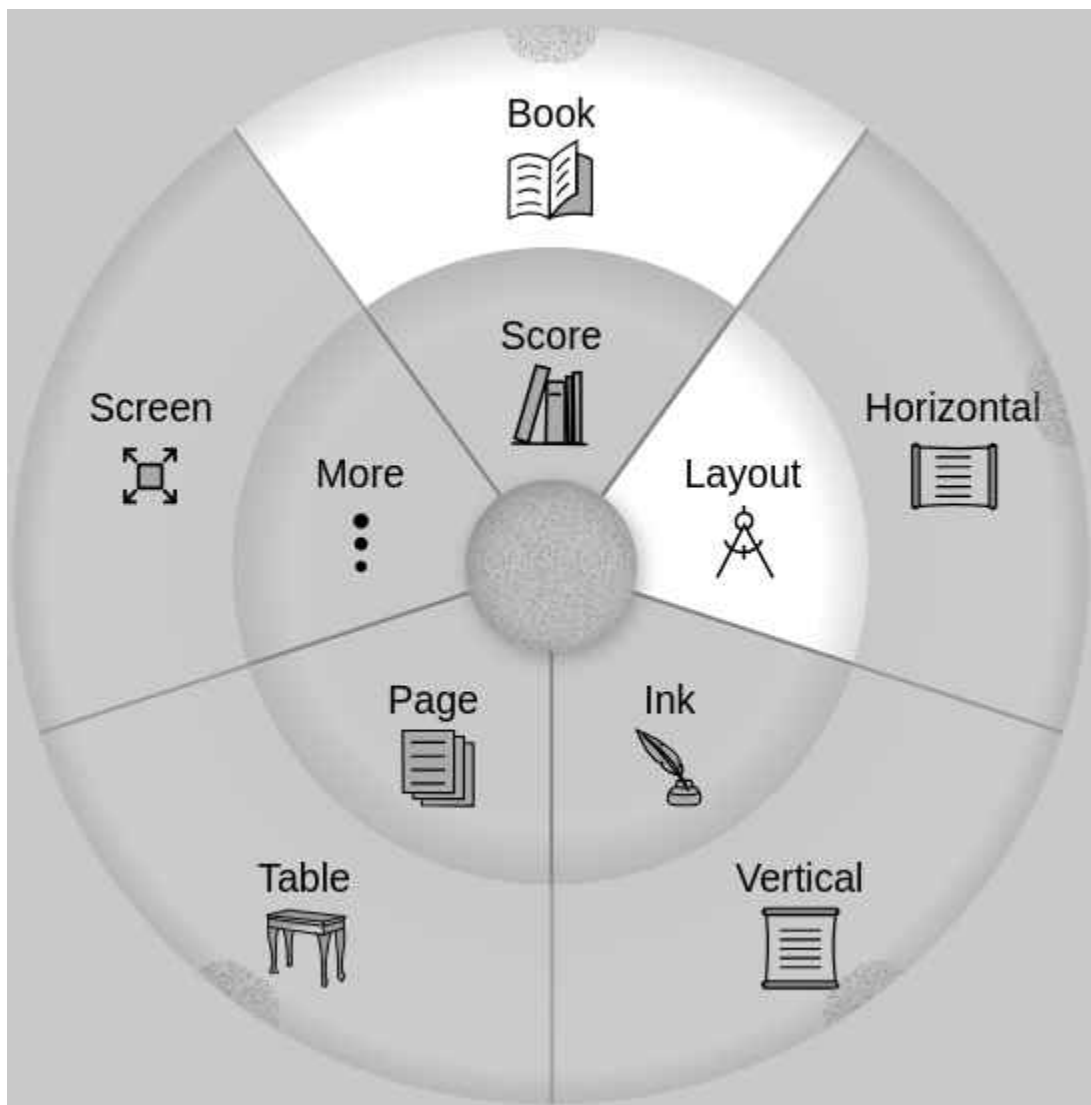 Book
Score
Screen
Horizontal
More
Layout
Page
Ink
Table
Vertical